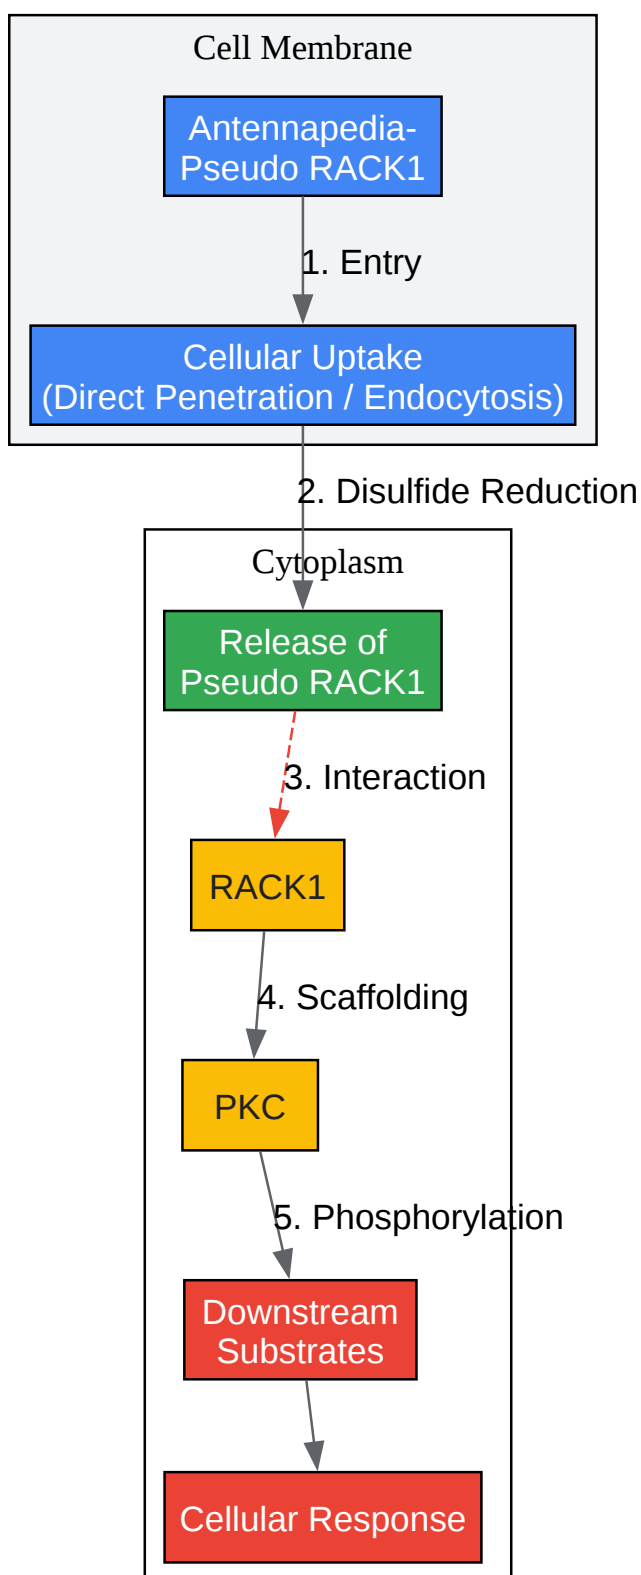 Cell Membrane
Antennapedia-
Pseudo RACK1
1. Entry
Cellular Uptake
(Direct Penetration / Endocytosis)
2. Disulfide Reduction
Cytoplasm
Release of
Pseudo RACK1
3. Interaction
RACK1
4. Scaffolding
PKC
5. Phosphorylation
Downstream
Substrates
Cellular Response